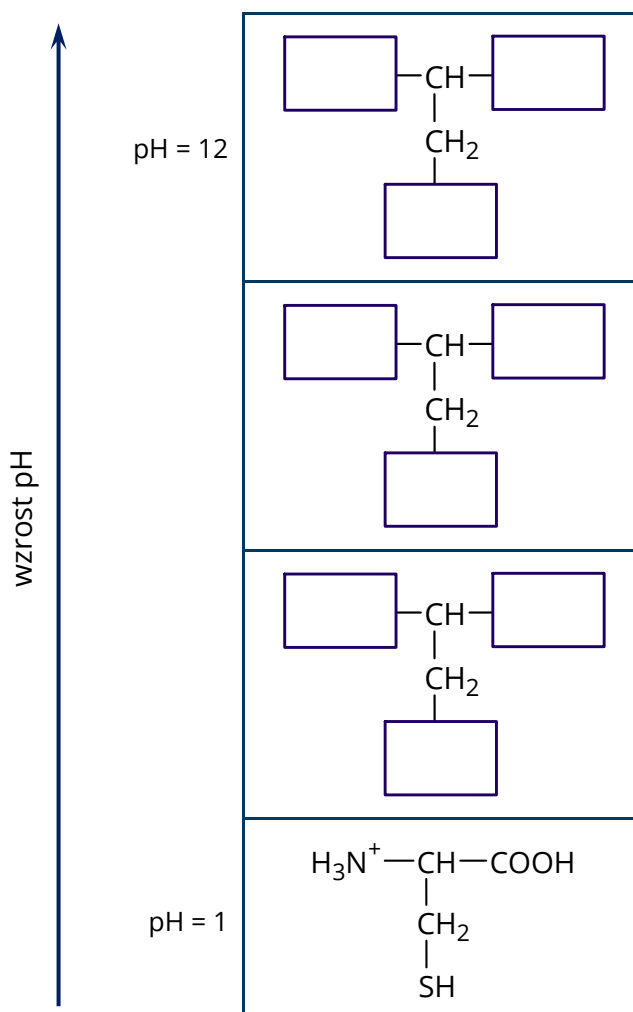 CH
CH2
pH = 12
CH
CH2
wzrost pH
CH
CH2
H3N+—CH—COOH
pH = 1
CH2
SH